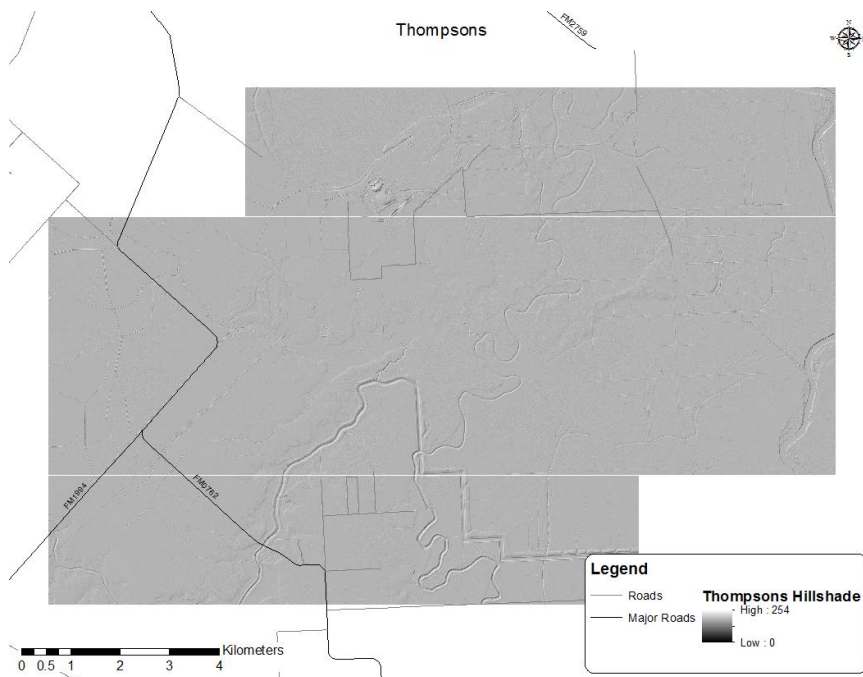 Thompsons
FM2759
N
W E
S
FM1994
FM0762
Legend
Roads
Major Roads
Thompsons Hillshade
High : 254
Low : 0
Kilometers
0 0.5 1 2 3 4